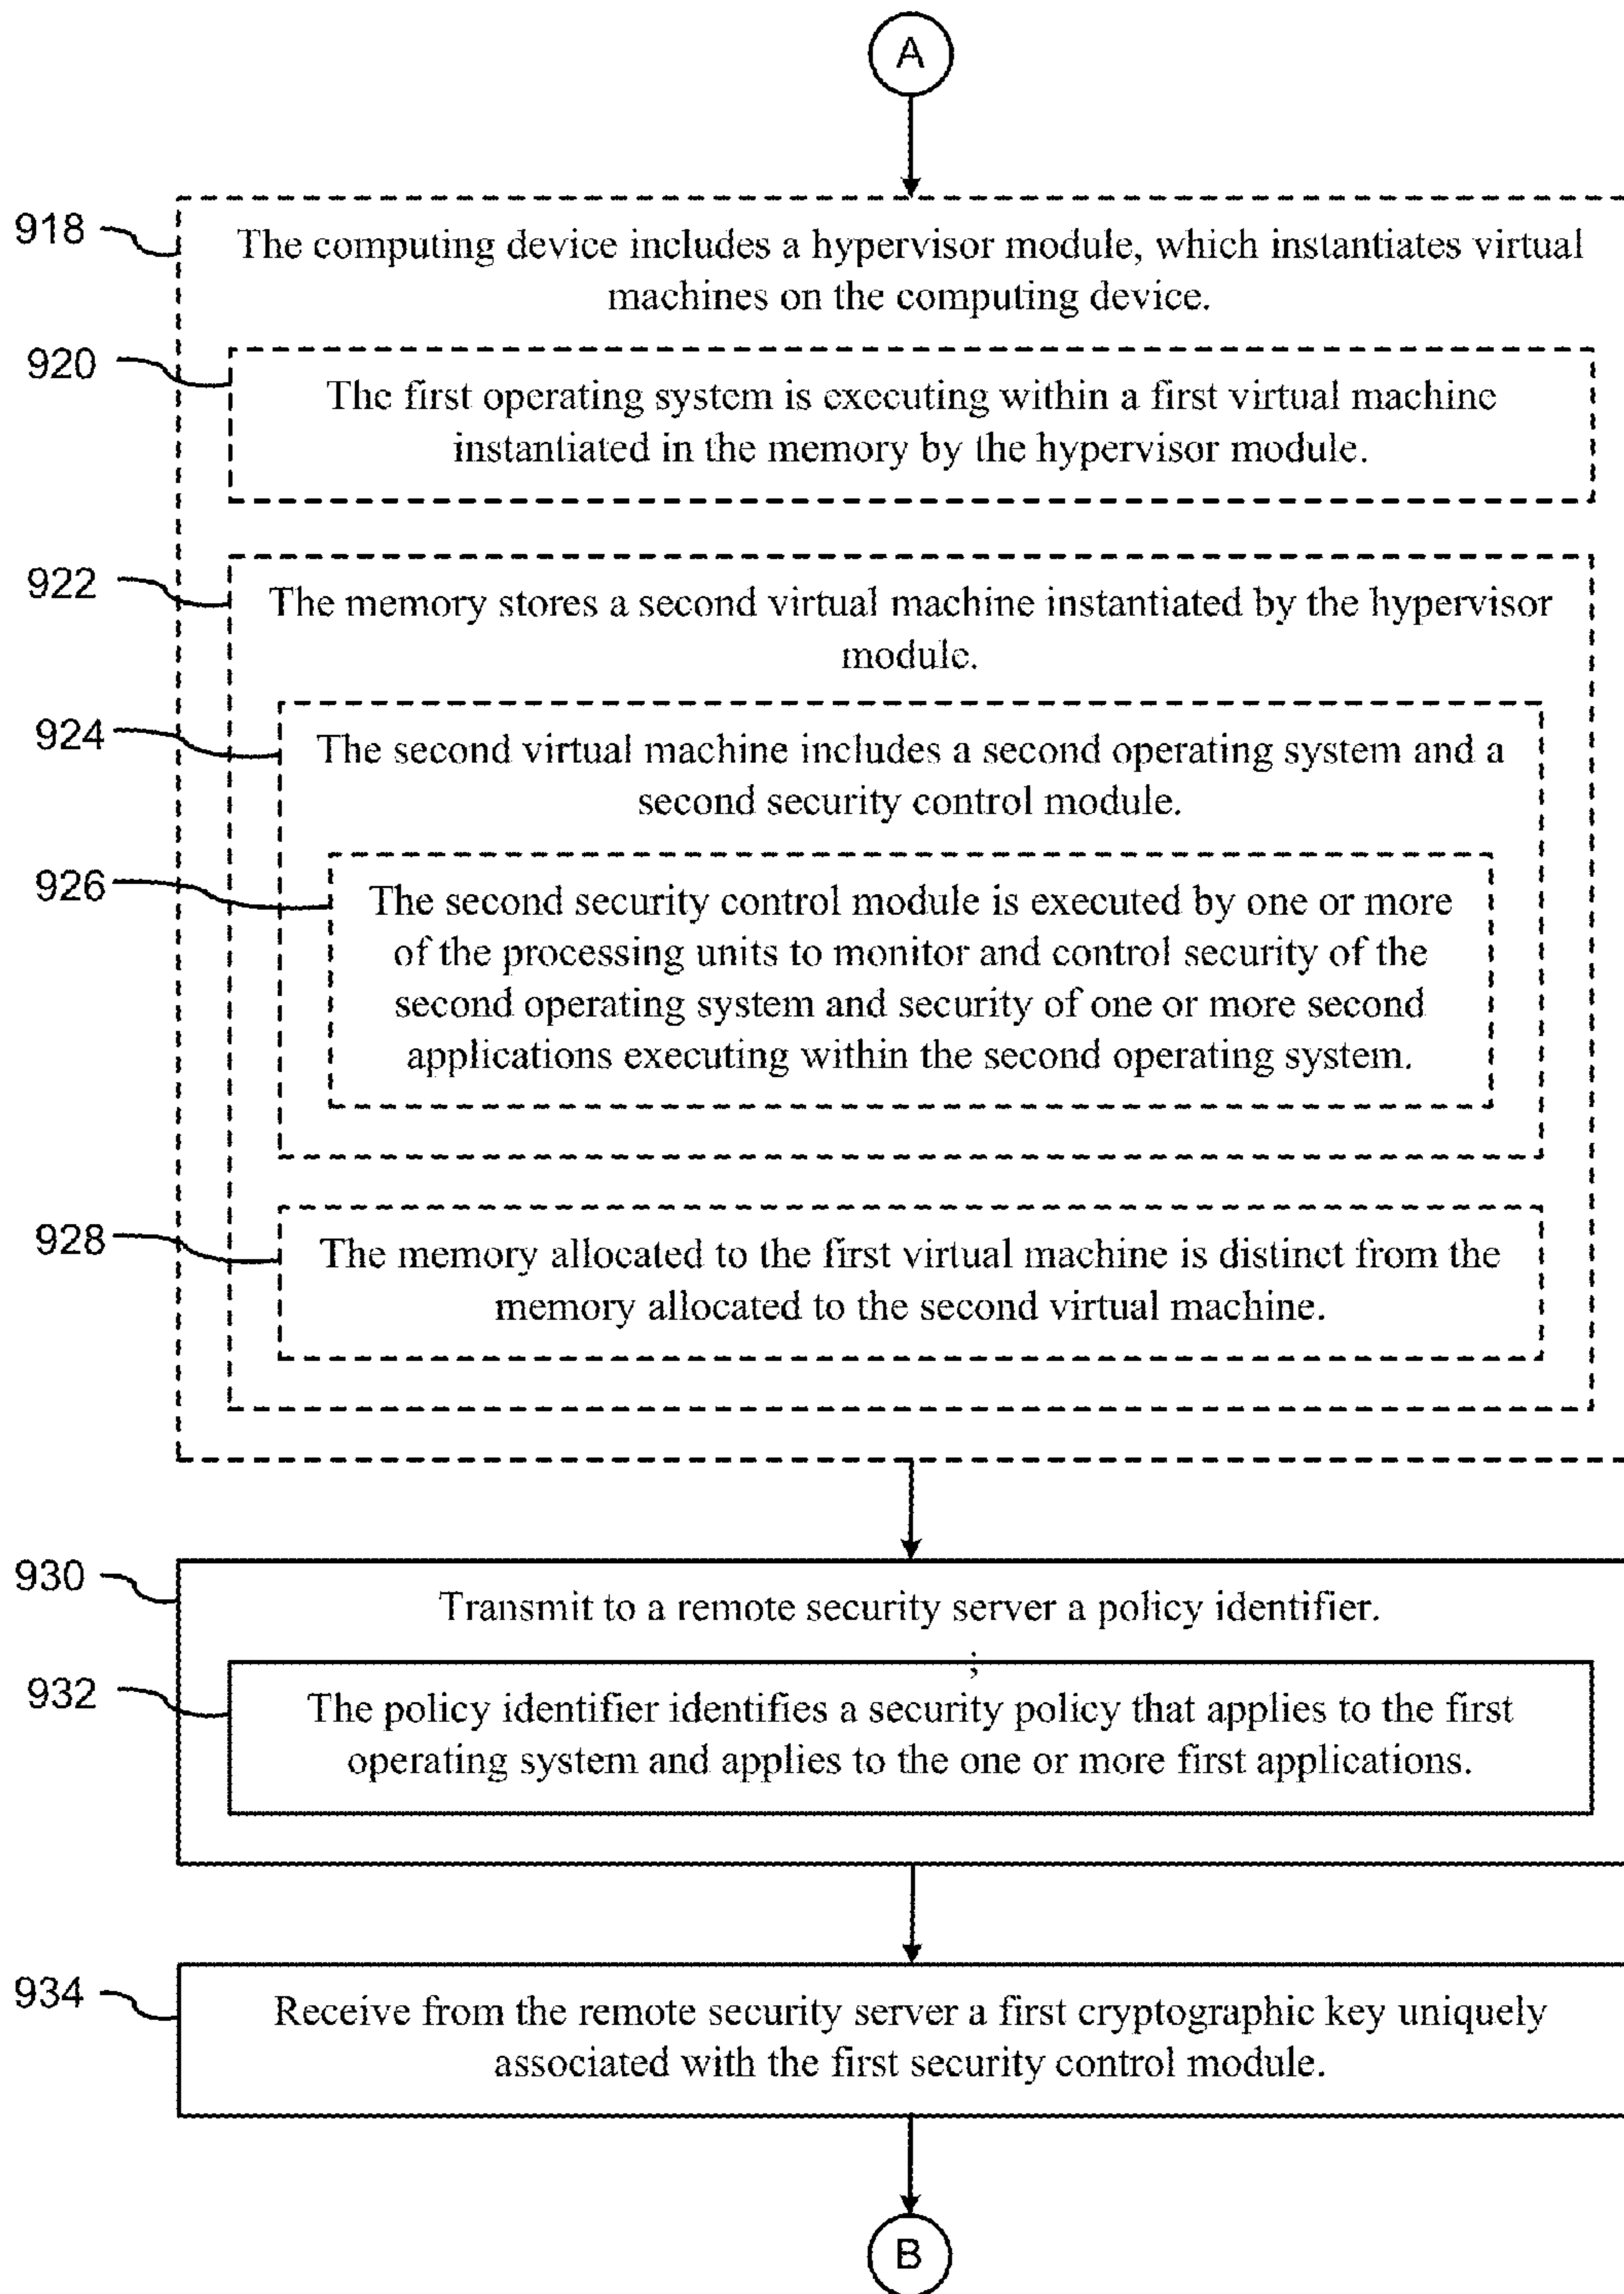 A
918
The computing device includes a hypervisor module, which instantiates virtual
machines on the computing device.
920
The first operating system is executing within a first virtual machine
instantiated in the memory by the hypervisor module.
922
The memory stores a second virtual machine instantiated by the hypervisor
module.
924
The second virtual machine includes a second operating system and a
second security control module.
926
The second security control module is executed by one or more
of the processing units to monitor and control security of the
second operating system and security of one or more second
applications executing within the second operating system.
928
The memory allocated to the first virtual machine is distinct from the
memory allocated to the second virtual machine.
930
Transmit to a remote security server a policy identifier.
;
932
The policy identifier identifies a security policy that applies to the first
operating system and applies to the one or more first applications.
934
Receive from the remote security server a first cryptographic key uniquely
associated with the first security control module.
B